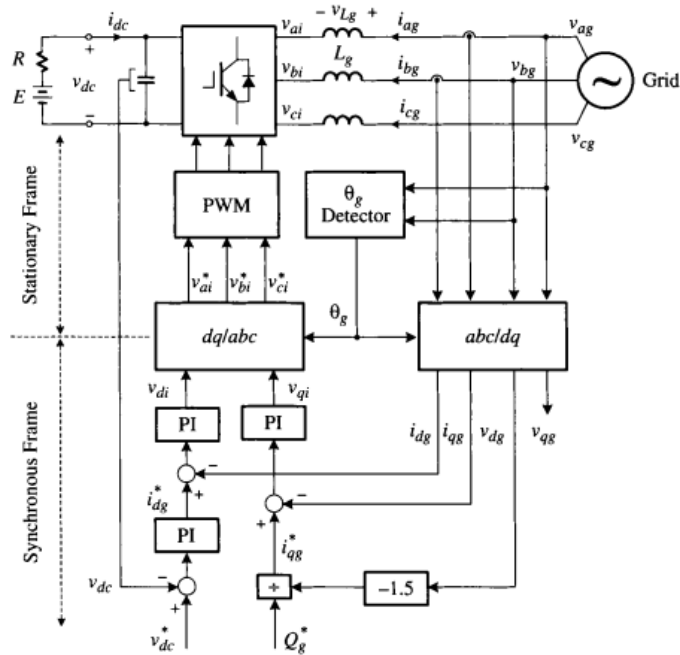 i_dc
v_ai
− v_Lg +
i_ag
v_ag
+
R
v_dc
L_g
v_bi
i_bg
v_bg
E
Grid
−
v_ci
i_cg
v_cg
Stationary Frame
PWM
θ_g
Detector
v*_ai
v*_bi
v*_ci
θ_g
dq/abc
abc/dq
v_di
v_qi
PI
PI
i_dg
i_qg
v_dg
v_qg
−
+
−
i*_dg
+
Synchronous Frame
PI
i*_qg
v_dc
−
÷
−1.5
+
v*_dc
Q*_g